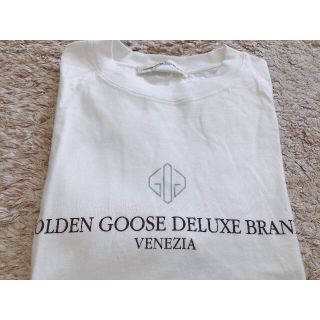 OLDEN GOOSE DELUXE BRAN
VENEZIA